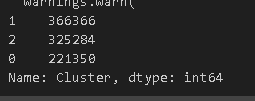 warnings.warn(
1    366366
2    325284
0    221350
Name: Cluster, dtype: int64